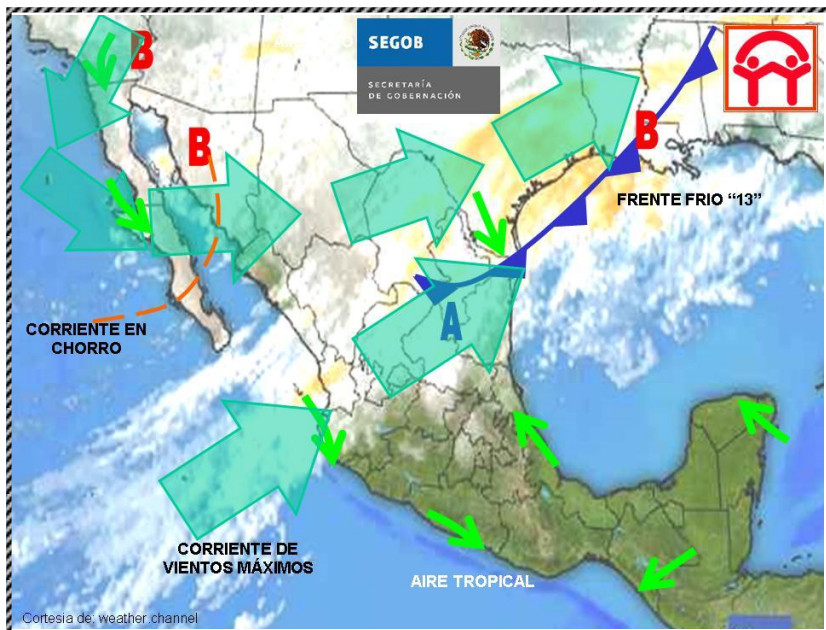 B
SEGOB
SECRETARÍA
DE GOBERNACIÓN
B
B
FRENTE FRIO “13”
A
CORRIENTE EN
CHORRO
CORRIENTE DE
VIENTOS MÁXIMOS
AIRE TROPICAL
Cortesia de: weather.channel